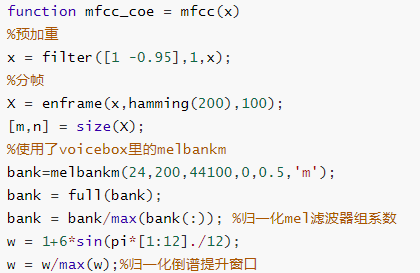 function mfcc_coe = mfcc(x)
%预加重
x = filter([1 -0.95],1,x);
%分帧
X = enframe(x,hamming(200),100);
[m,n] = size(X);
%使用了voicebox里的melbankm
bank=melbankm(24,200,44100,0,0.5,'m');
bank = full(bank);
bank = bank/max(bank(:)); %归一化mel滤波器组系数
w = 1+6*sin(pi*[1:12]./12);
w = w/max(w);%归一化倒谱提升窗口